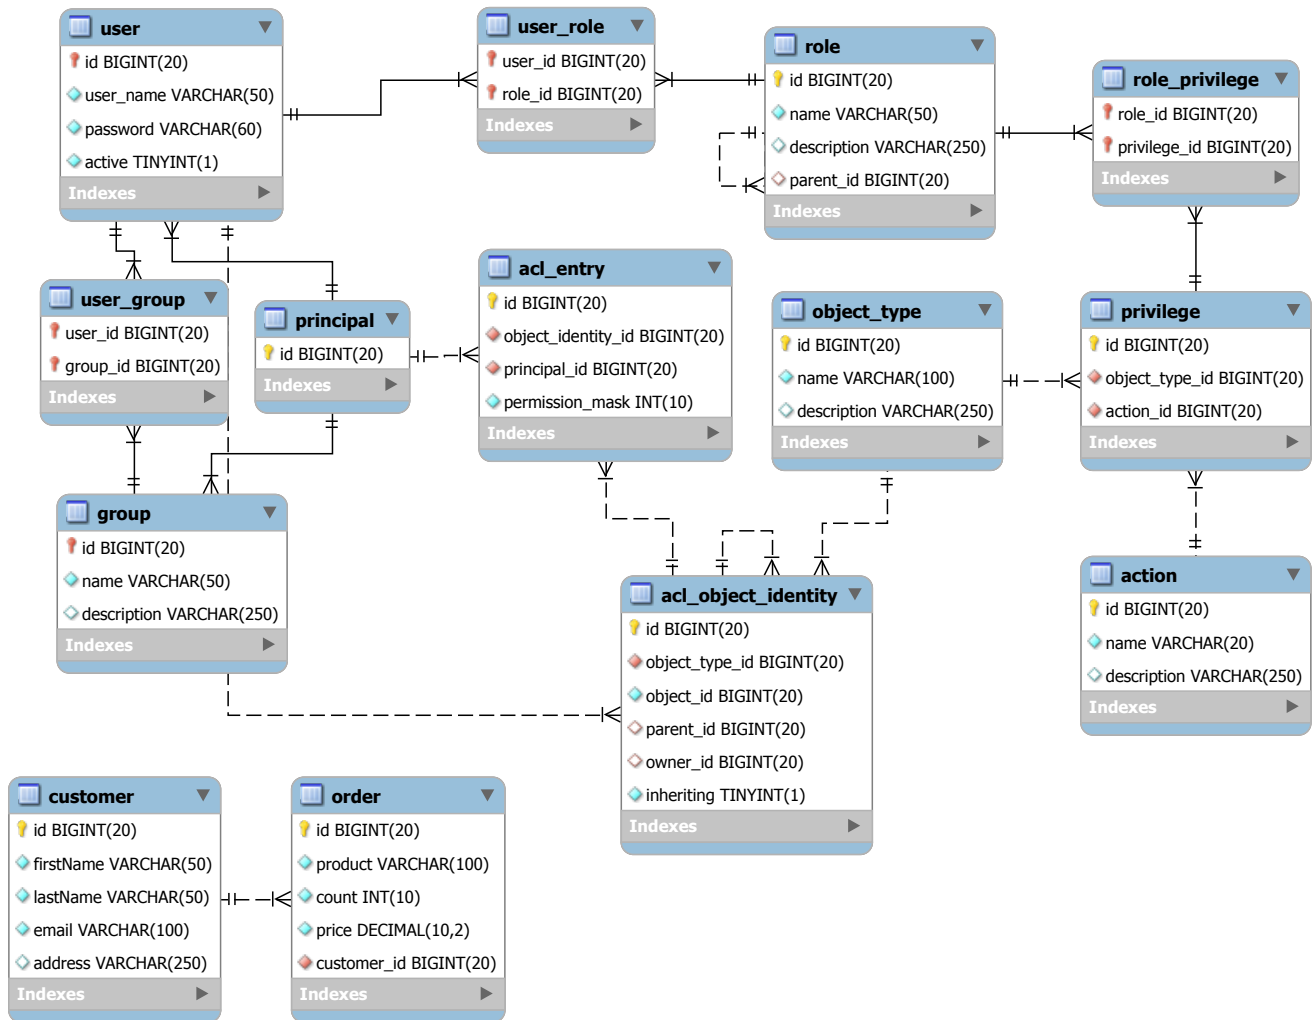 user
id BIGINT(20)
user_name VARCHAR(50)
password VARCHAR(60)
active TINYINT(1)
Indexes
user_role
user_id BIGINT(20)
role_id BIGINT(20)
Indexes
role
id BIGINT(20)
name VARCHAR(50)
description VARCHAR(250)
parent_id BIGINT(20)
Indexes
role_privilege
role_id BIGINT(20)
privilege_id BIGINT(20)
Indexes
user_group
user_id BIGINT(20)
group_id BIGINT(20)
Indexes
principal
id BIGINT(20)
Indexes
acl_entry
id BIGINT(20)
object_identity_id BIGINT(20)
principal_id BIGINT(20)
permission_mask INT(10)
Indexes
object_type
id BIGINT(20)
name VARCHAR(100)
description VARCHAR(250)
Indexes
privilege
id BIGINT(20)
object_type_id BIGINT(20)
action_id BIGINT(20)
Indexes
group
id BIGINT(20)
name VARCHAR(50)
description VARCHAR(250)
Indexes
acl_object_identity
id BIGINT(20)
object_type_id BIGINT(20)
object_id BIGINT(20)
parent_id BIGINT(20)
owner_id BIGINT(20)
inheriting TINYINT(1)
Indexes
action
id BIGINT(20)
name VARCHAR(20)
description VARCHAR(250)
Indexes
customer
id BIGINT(20)
firstName VARCHAR(50)
lastName VARCHAR(50)
email VARCHAR(100)
address VARCHAR(250)
Indexes
order
id BIGINT(20)
product VARCHAR(100)
count INT(10)
price DECIMAL(10,2)
customer_id BIGINT(20)
Indexes